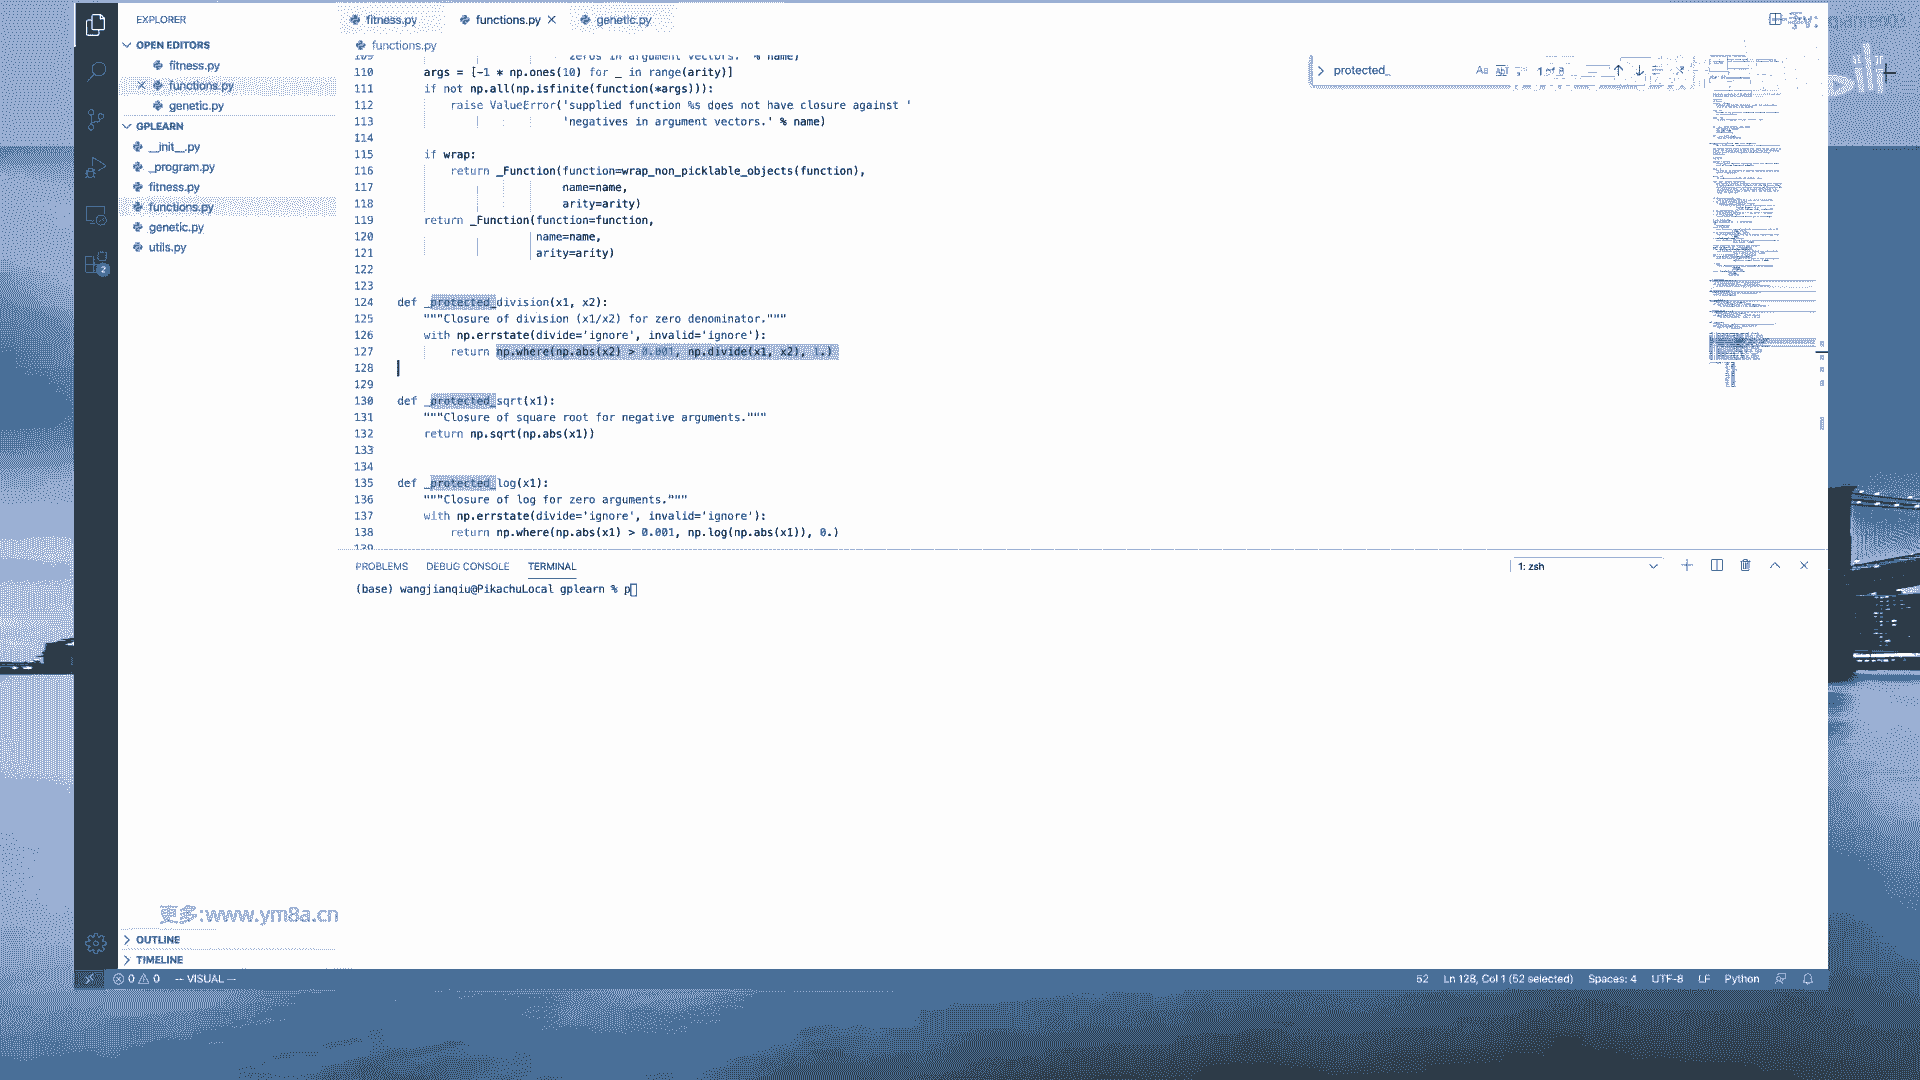 EXPLORER
OPEN EDITORS
fitness.py
functions.py
genetic.py
GPLEARN
__init__.py
_program.py
fitness.py
functions.py
genetic.py
utils.py
2
OUTLINE
TIMELINE
更多:www.ym8a.cn
fitness.py functions.py genetic.py
functions.py
protected_ Aa
109 zeros in argument vectors.' % name)
110 args = [-1 * np.ones(10) for _ in range(arity)]
111 if not np.all(np.isfinite(function(*args))):
112 raise ValueError('supplied function %s does not have closure against '
113 'negatives in argument vectors.' % name)
114
115 if wrap:
116 return _Function(function=wrap_non_picklable_objects(function),
117 name=name,
118 arity=arity)
119 return _Function(function=function,
120 name=name,
121 arity=arity)
122
123
124 def _protected_division(x1, x2):
125 """Closure of division (x1/x2) for zero denominator."""
126 with np.errstate(divide='ignore', invalid='ignore'):
127 return np.where(np.abs(x2) > 0.001, np.divide(x1, x2), 1.)
128
129
130 def _protected_sqrt(x1):
131 """Closure of square root for negative arguments."""
132 return np.sqrt(np.abs(x1))
133
134
135 def _protected_log(x1):
136 """Closure of log for zero arguments."""
137 with np.errstate(divide='ignore', invalid='ignore'):
138 return np.where(np.abs(x1) > 0.001, np.log(np.abs(x1)), 0.)
139
PROBLEMS DEBUG CONSOLE TERMINAL 1: zsh
(base) wangjianqiu@PikachuLocal gplearn % p
0 0 -- VISUAL -- 52 Ln 128, Col 1 (52 selected) Spaces: 4 UTF-8 LF Python